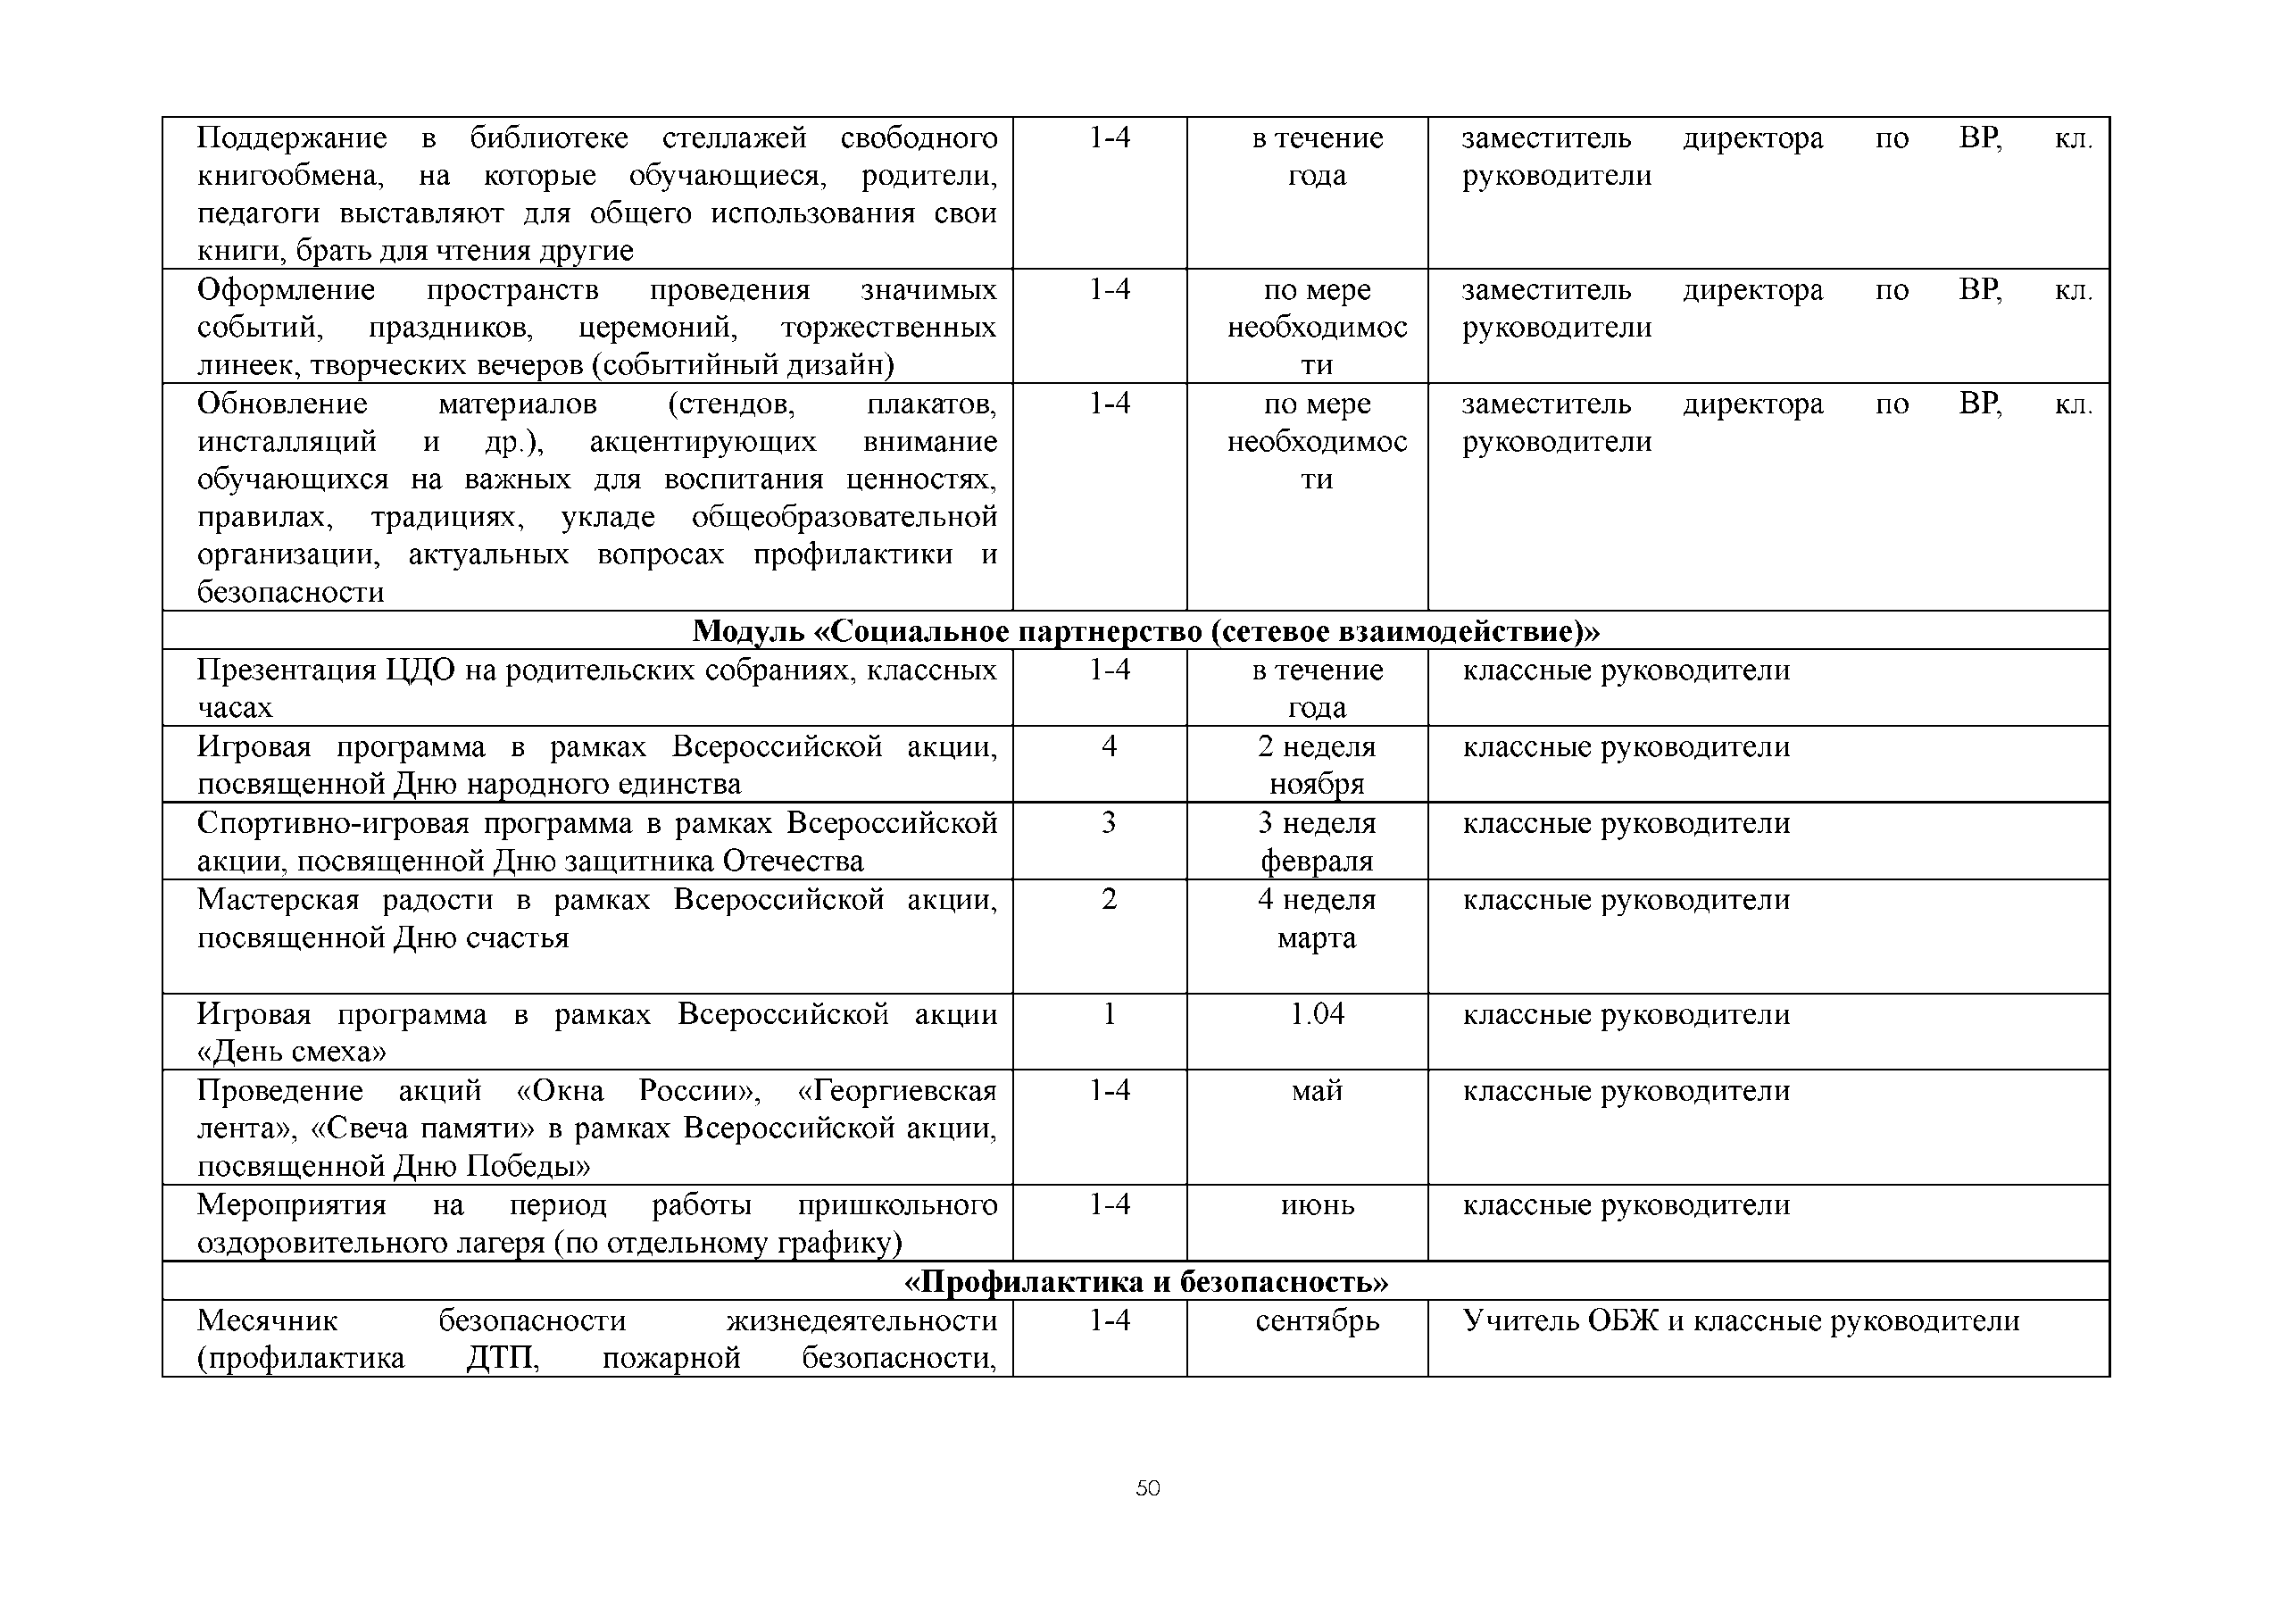 Поддержание в библиотеке стеллажей свободного
книгообмена, на которые обучающиеся, родители,
педагоги выставляют для общего использования свои
книги, брать для чтения другие
1-4
в течение
года
заместитель директора по ВР, кл.
руководители
Оформление пространств проведения значимых
событий, праздников, церемоний, торжественных
линеек, творческих вечеров (событийный дизайн)
1-4
по мере
необходимос
ти
заместитель директора по ВР, кл.
руководители
Обновление материалов (стендов, плакатов,
инсталляций и др.), акцентирующих внимание
обучающихся на важных для воспитания ценностях,
правилах, традициях, укладе общеобразовательной
организации, актуальных вопросах профилактики и
безопасности
1-4
по мере
необходимос
ти
заместитель директора по ВР, кл.
руководители
Модуль «Социальное партнерство (сетевое взаимодействие)»
Презентация ЦДО на родительских собраниях, классных
часах
1-4
в течение
года
классные руководители
Игровая программа в рамках Всероссийской акции,
посвященной Дню народного единства
4
2 неделя
ноября
классные руководители
Спортивно-игровая программа в рамках Всероссийской
акции, посвященной Дню защитника Отечества
3
3 неделя
февраля
классные руководители
Мастерская радости в рамках Всероссийской акции,
посвященной Дню счастья
2
4 неделя
марта
классные руководители
Игровая программа в рамках Всероссийской акции
«День смеха»
1
1.04
классные руководители
Проведение акций «Окна России», «Георгиевская
лента», «Свеча памяти» в рамках Всероссийской акции,
посвященной Дню Победы»
1-4
май
классные руководители
Мероприятия на период работы пришкольного
оздоровительного лагеря (по отдельному графику)
1-4
июнь
классные руководители
«Профилактика и безопасность»
Месячник безопасности жизнедеятельности
(профилактика ДТП, пожарной безопасности,
1-4
сентябрь
Учитель ОБЖ и классные руководители
50